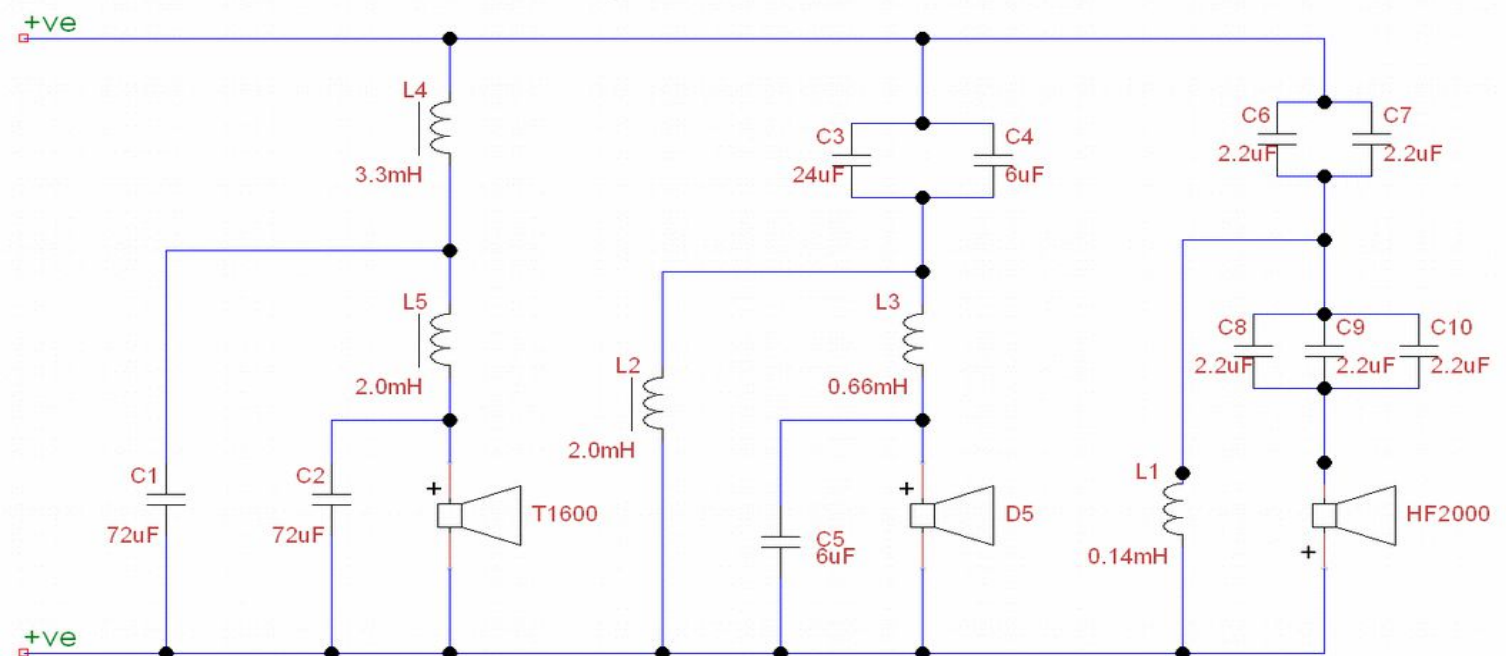 +ve
L4
3.3mH
C3
24uF
C4
6uF
C6
2.2uF
C7
2.2uF
L5
2.0mH
L3
0.66mH
L2
2.0mH
C8
2.2uF
C9
2.2uF
C10
2.2uF
C1
72uF
C2
72uF
+
T1600
+
D5
C5
6uF
L1
0.14mH
HF2000
+
+ve